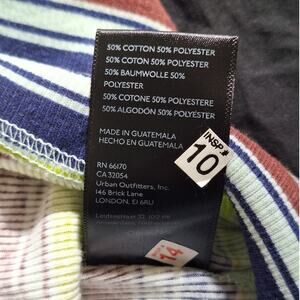 50% COTTON 50% POLYESTER
50% COTON 50% POLYESTER
50% BAUMWOLLE 50%
POLYESTER
50% COTONE 50% POLYESTERE
50% ALGODÓN 50% POLIÉSTER
MADE IN GUATEMALA
HECHO EN GUATEMALA
INSP#
10
RN 66170
CA 32054
Urban Outfitters, Inc.
146 Brick Lane
LONDON, E1 6RU
14